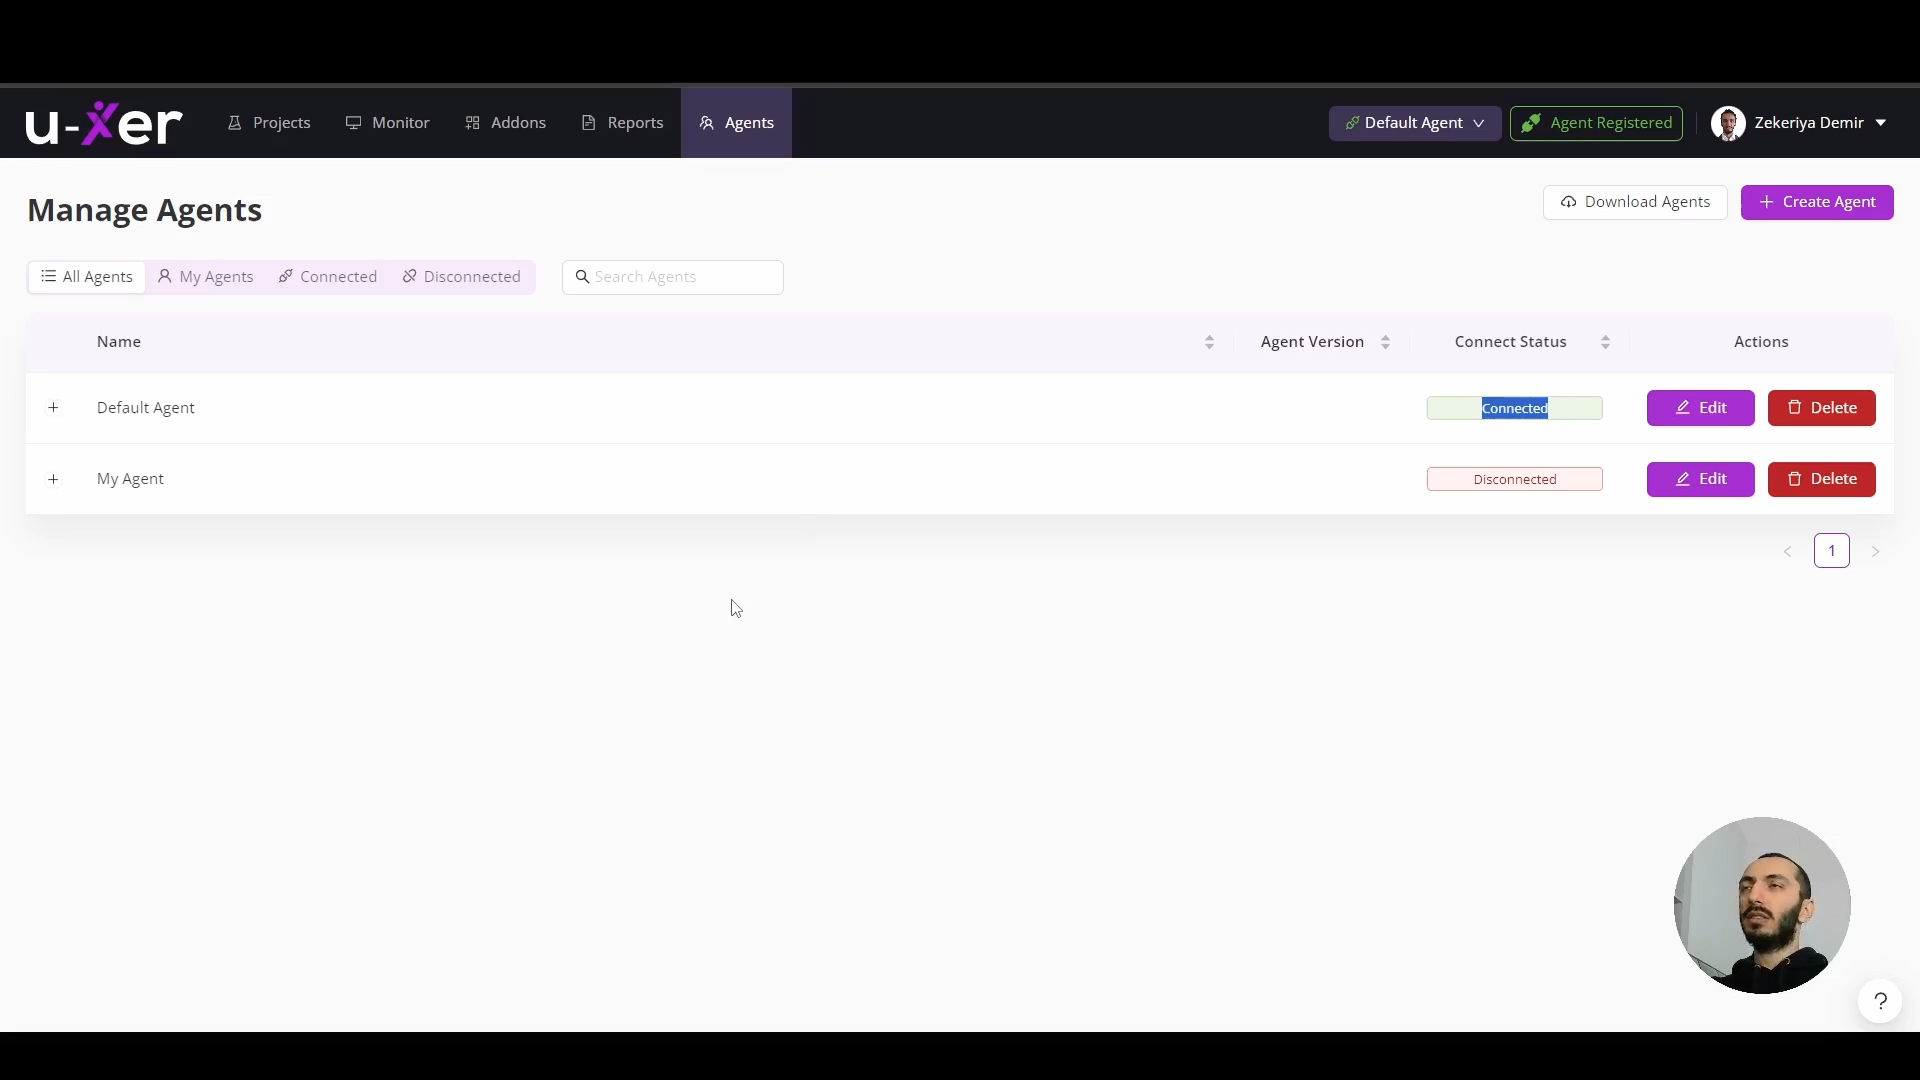 u-xer Projects Monitor Addons Reports Agents Default Agent Agent Registered Zekeriya Demir
Manage Agents Download Agents + Create Agent
All Agents My Agents Connected Disconnected Search Agents
Name Agent Version Connect Status Actions
+ Default Agent Connected Edit Delete
+ My Agent Disconnected Edit Delete
< 1 >
?